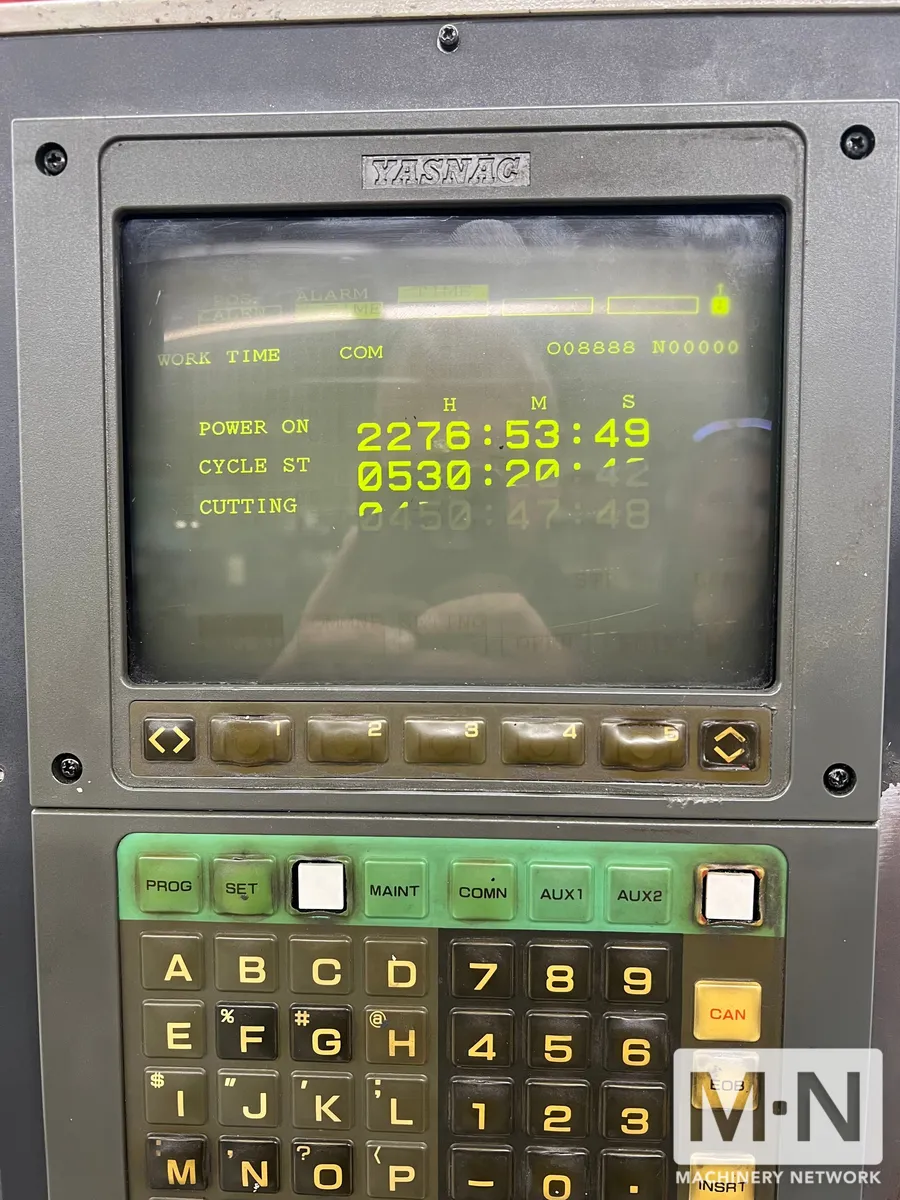 YASNAC
ALARM
TIME
WORK TIME COM O08888 N00000
H M S
POWER ON 2276:53:49
CYCLE ST 0530:20:42
CUTTING 0450:47:48
1 2 3 4 5
PROG SET MAINT COMN AUX1 AUX2
A B C D 7 8 9
CAN
E % F # G @ H 4 5 6
EOB
$ I " J ′ K ; L 1 2 3
M , N ? O ( P - 0 .
INSRT
M·N
MACHINERY NETWORK